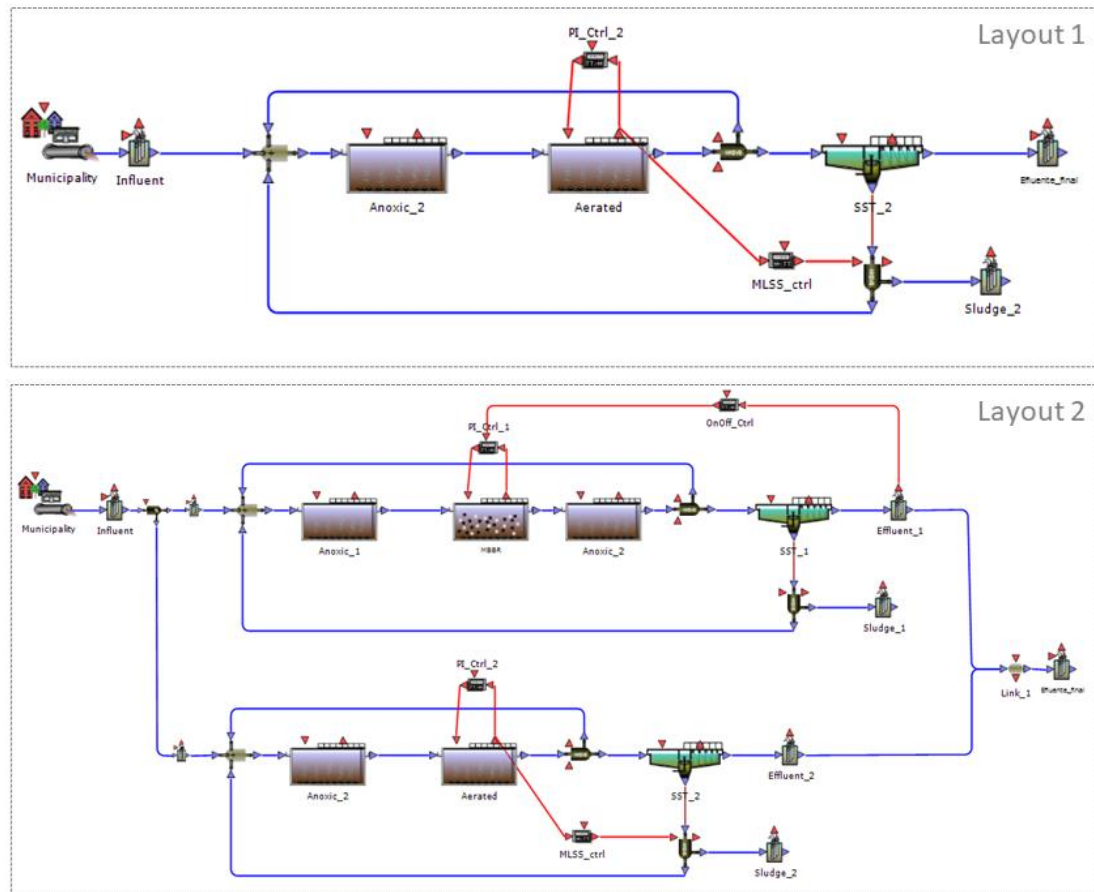 Layout 1
PI_Ctrl_2
Municipality
Influent
Anoxic_2
Aerated
SST_2
Efluente_final
MLSS_ctrl
Sludge_2
Layout 2
OnOff_Ctrl
PI_Ctrl_1
Municipality
Influent
Anoxic_1
MBBR
Anoxic_2
SST_1
Effluent_1
Sludge_1
PI_Ctrl_2
Link_1
Efluente_final
Anoxic_2
Aerated
SST_2
Effluent_2
MLSS_ctrl
Sludge_2